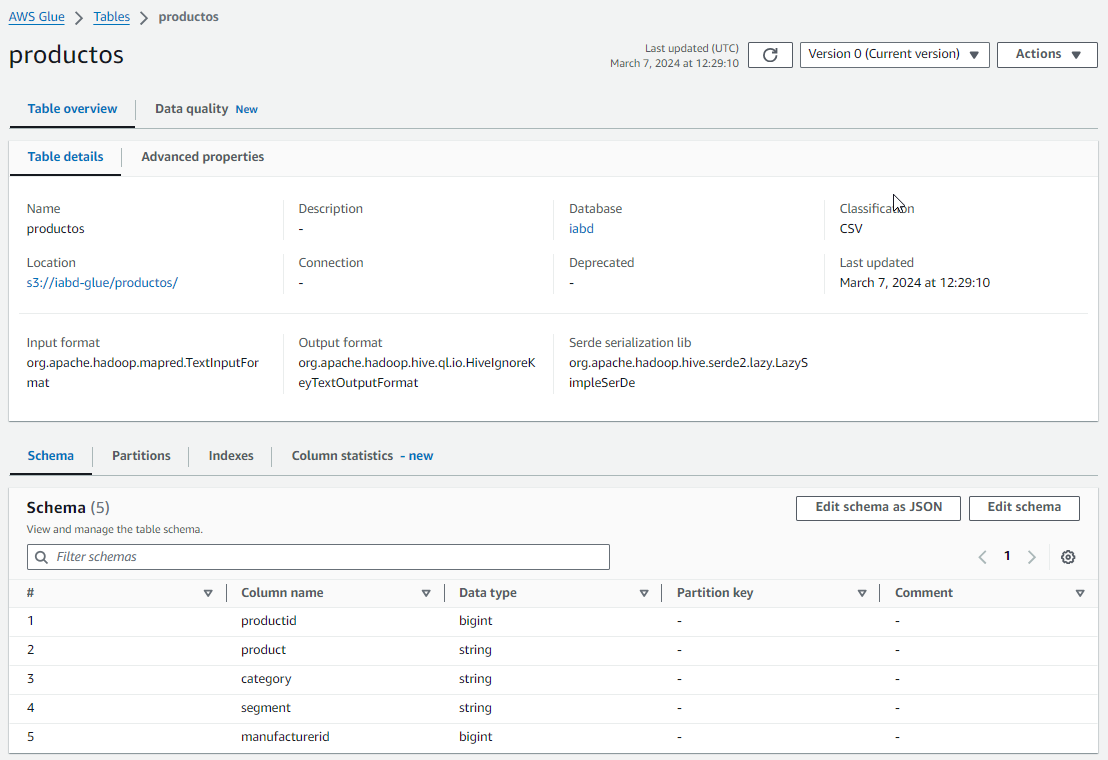 AWS Glue > Tables > productos
productos
Last updated (UTC)
March 7, 2024 at 12:29:10
Version 0 (Current version)
Actions
Table overview
Data quality New
Table details
Advanced properties
Name
productos
Description
-
Database
iabd
Classification
CSV
Location
s3://iabd-glue/productos/
Connection
-
Deprecated
-
Last updated
March 7, 2024 at 12:29:10
Input format
org.apache.hadoop.mapred.TextInputFor
mat
Output format
org.apache.hadoop.hive.ql.io.HiveIgnoreK
eyTextOutputFormat
Serde serialization lib
org.apache.hadoop.hive.serde2.lazy.LazyS
impleSerDe
Schema
Partitions
Indexes
Column statistics - new
Schema (5)
View and manage the table schema.
Edit schema as JSON
Edit schema
Filter schemas
1
# Column name Data type Partition key Comment
1 productid bigint - -
2 product string - -
3 category string - -
4 segment string - -
5 manufacturerid bigint - -